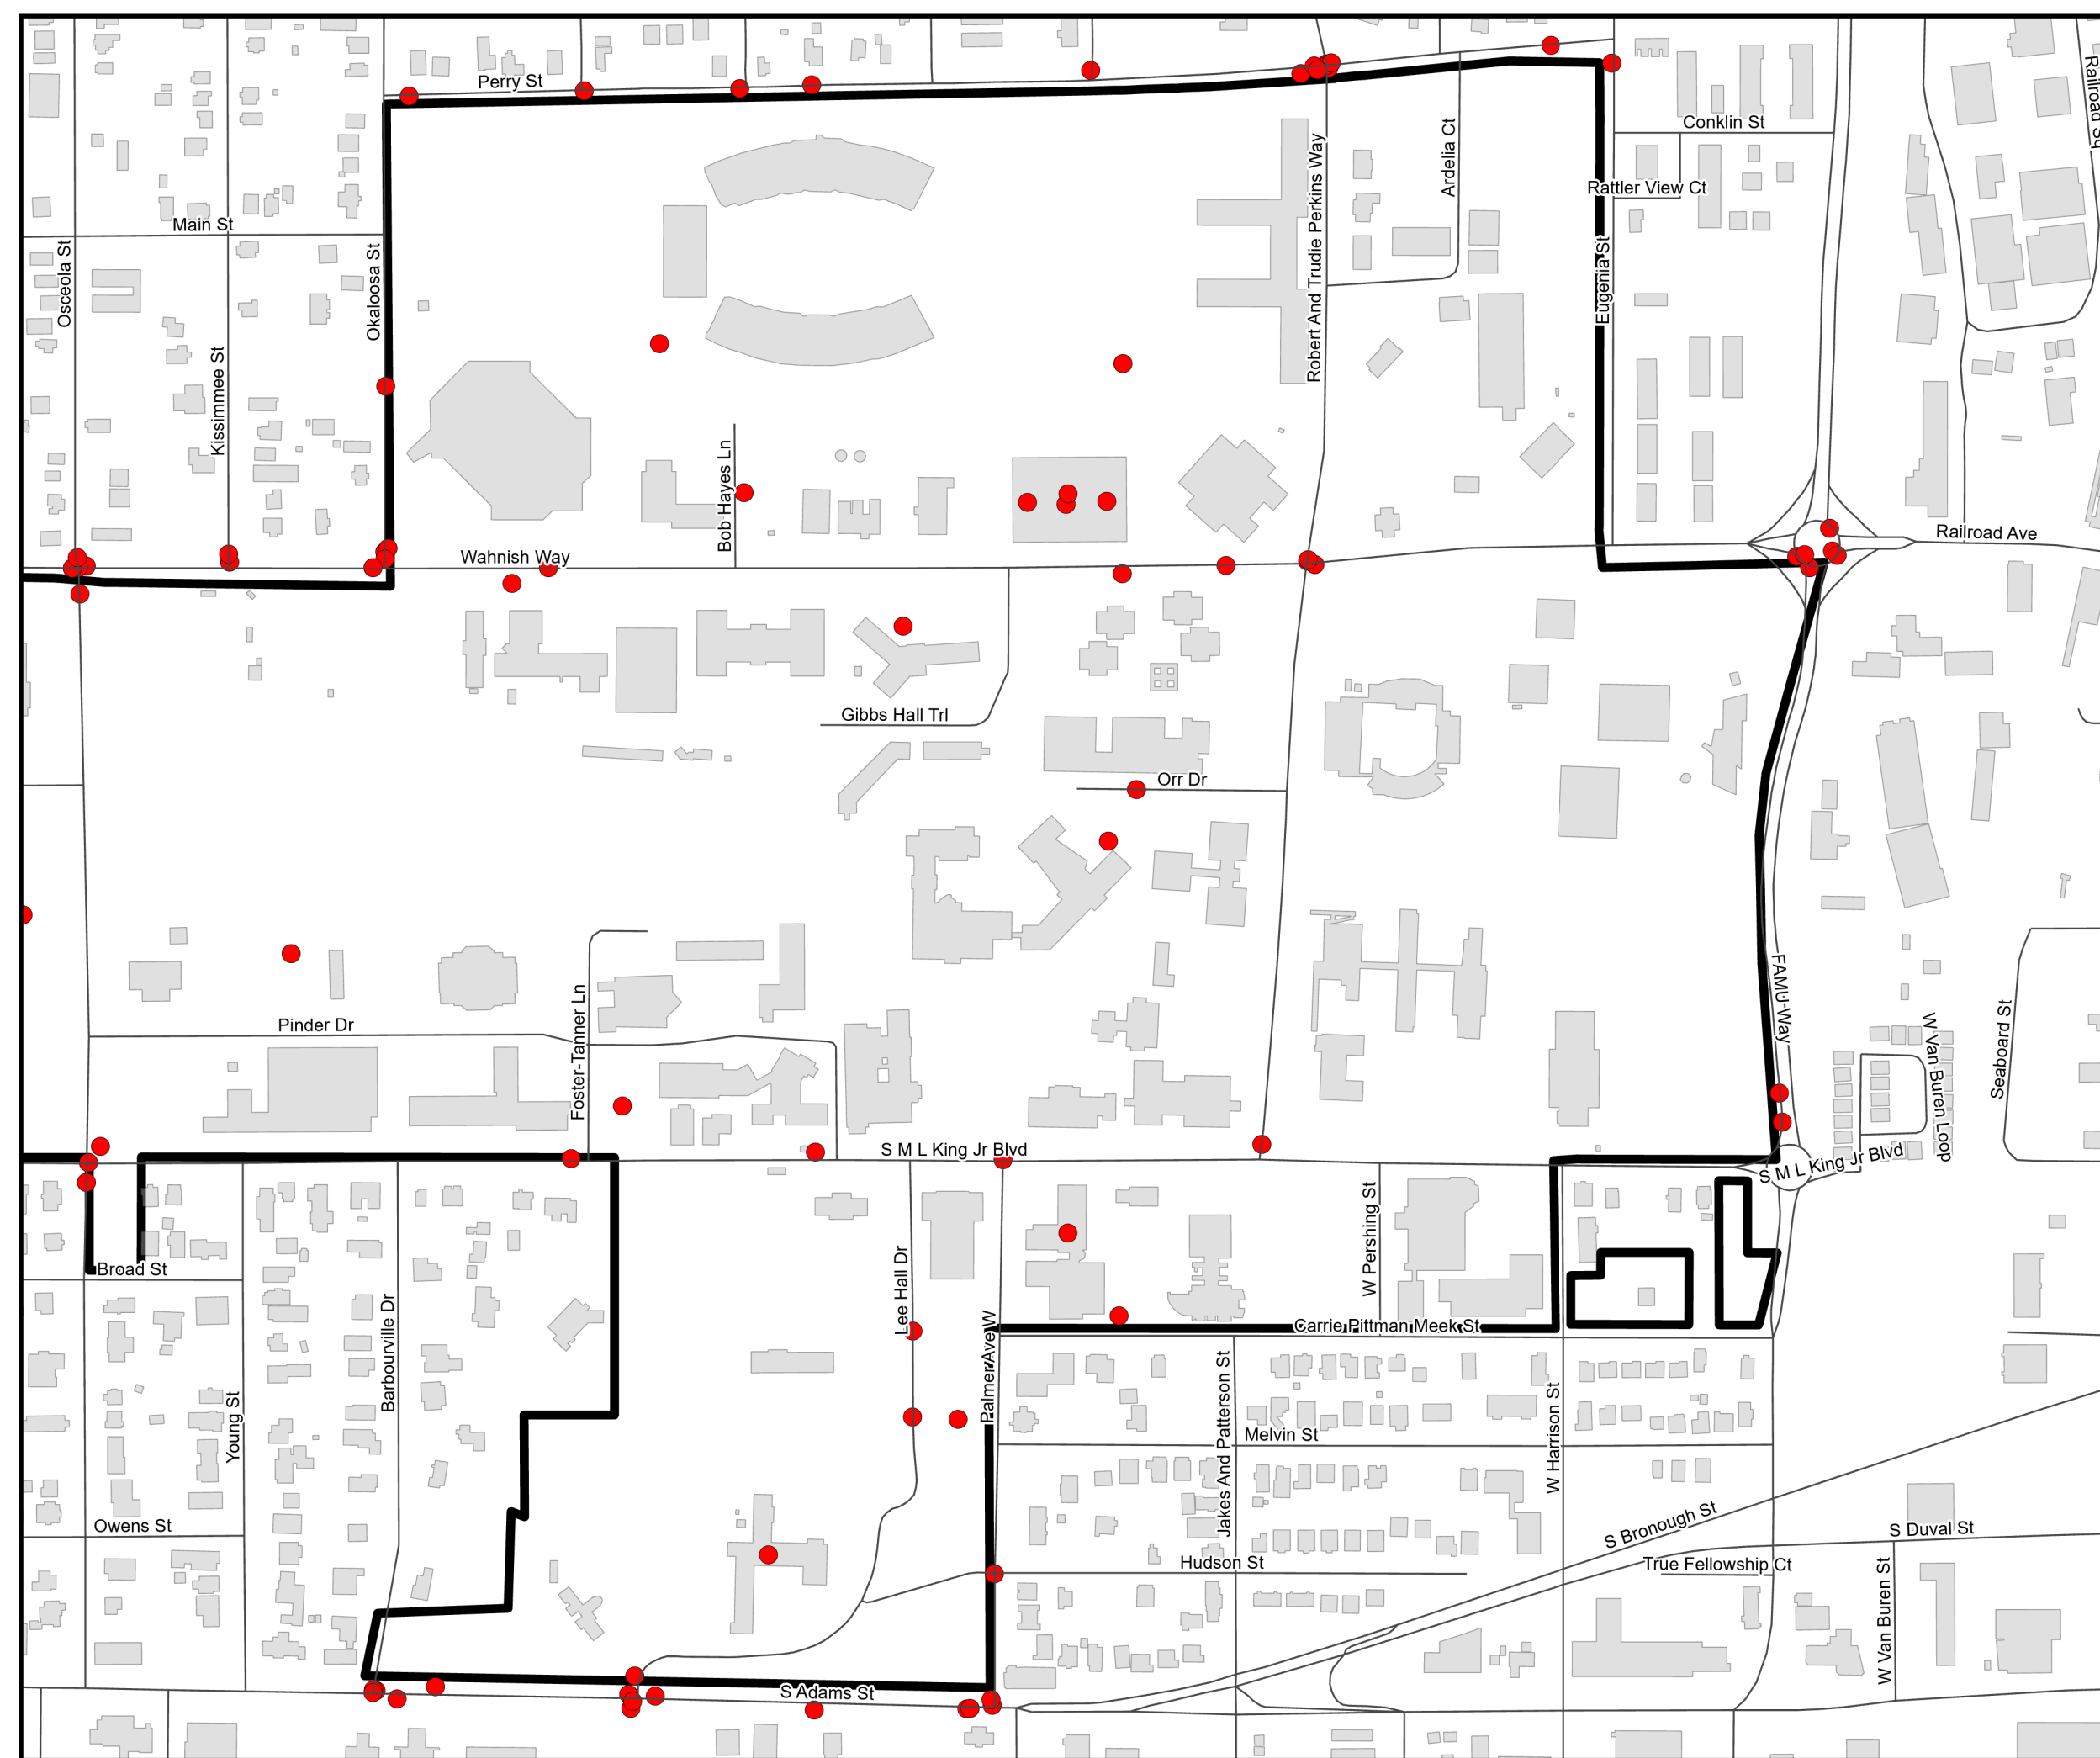 Perry St
Railroad Sq
Conklin St
Robert And Trudie Perkins Way
Ardelia Ct
Rattler View Ct
Main St
Osceola St
Okaloosa St
Eugenia St
Kissimmee St
Bob Hayes Ln
Wahnish Way
Railroad Ave
Gibbs Hall Trl
Orr Dr
FAMU Way
Pinder Dr
Foster-Tanner Ln
W Van Buren Loop
Seaboard St
S M L King Jr Blvd
S M L King Jr Blvd
W Pershing St
Lee Hall Dr
Broad St
Barbourville Dr
Palmer Ave W
Carrie Pittman Meek St
Jakes And Patterson St
W Harrison St
Young St
Melvin St
Owens St
S Bronough St
S Duval St
Hudson St
True Fellowship Ct
W Van Buren St
S Adams St